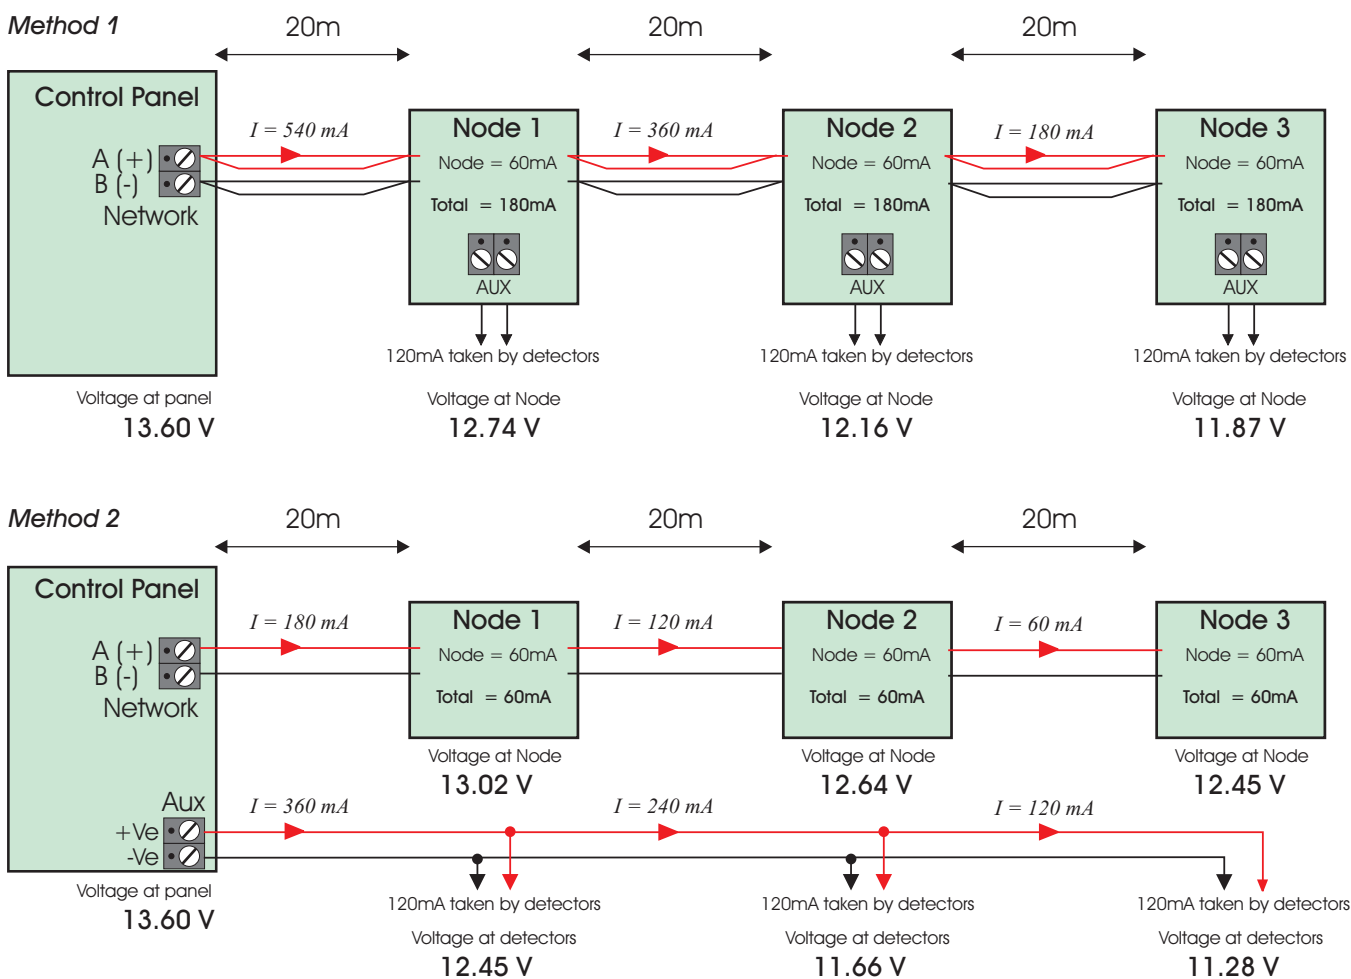 Method 1
20m 20m 20m
Control Panel
I = 540 mA I = 360 mA I = 180 mA
Node 1 Node 2 Node 3
A (+)
B (-)
Network
Node = 60mA Node = 60mA Node = 60mA
Total = 180mA Total = 180mA Total = 180mA
AUX AUX AUX
120mA taken by detectors 120mA taken by detectors 120mA taken by detectors
Voltage at panel Voltage at Node Voltage at Node Voltage at Node
13.60 V 12.74 V 12.16 V 11.87 V
Method 2
20m 20m 20m
Control Panel
I = 180 mA I = 120 mA I = 60 mA
Node 1 Node 2 Node 3
A (+)
B (-)
Network
Node = 60mA Node = 60mA Node = 60mA
Total = 60mA Total = 60mA Total = 60mA
Voltage at Node Voltage at Node Voltage at Node
13.02 V 12.64 V 12.45 V
Aux
I = 360 mA I = 240 mA I = 120 mA
+Ve
-Ve
Voltage at panel
13.60 V
120mA taken by detectors 120mA taken by detectors 120mA taken by detectors
Voltage at detectors Voltage at detectors Voltage at detectors
12.45 V 11.66 V 11.28 V